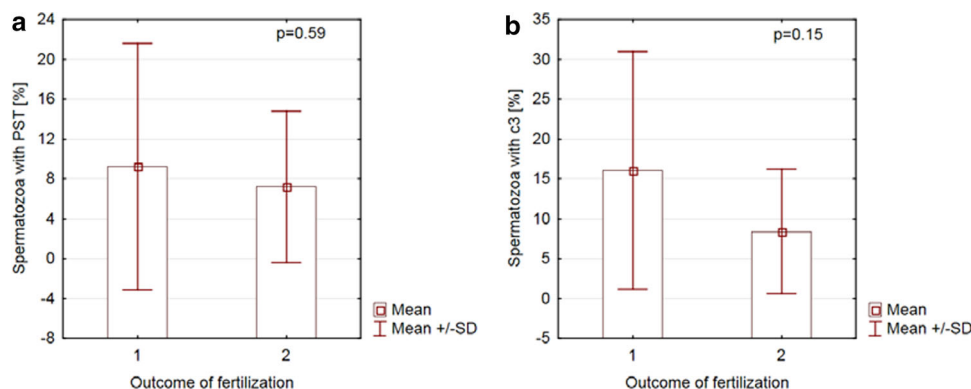 a
p=0.59
Spermatozoa with PST [%]
24
20
16
12
8
4
0
-4
-8
1
2
Outcome of fertilization
Mean
Mean +/-SD
b
p=0.15
Spermatozoa with c3 [%]
35
30
25
20
15
10
5
0
-5
1
2
Outcome of fertilization
Mean
Mean +/-SD